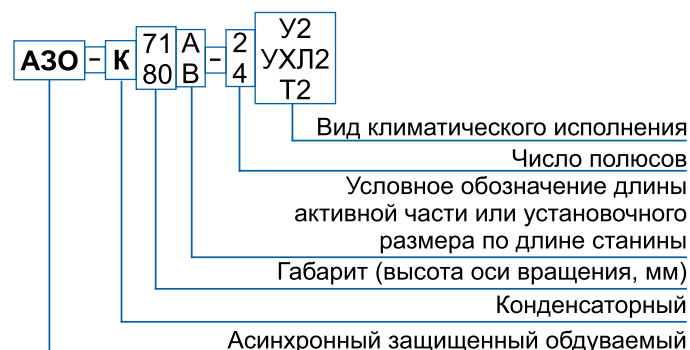 АЗО – К 71 А – 2 У2
80 В 4 УХЛ2
Т2
Вид климатического исполнения
Число полюсов
Условное обозначение длины
активной части или установочного
размера по длине станины
Габарит (высота оси вращения, мм)
Конденсаторный
Асинхронный защищенный обдуваемый